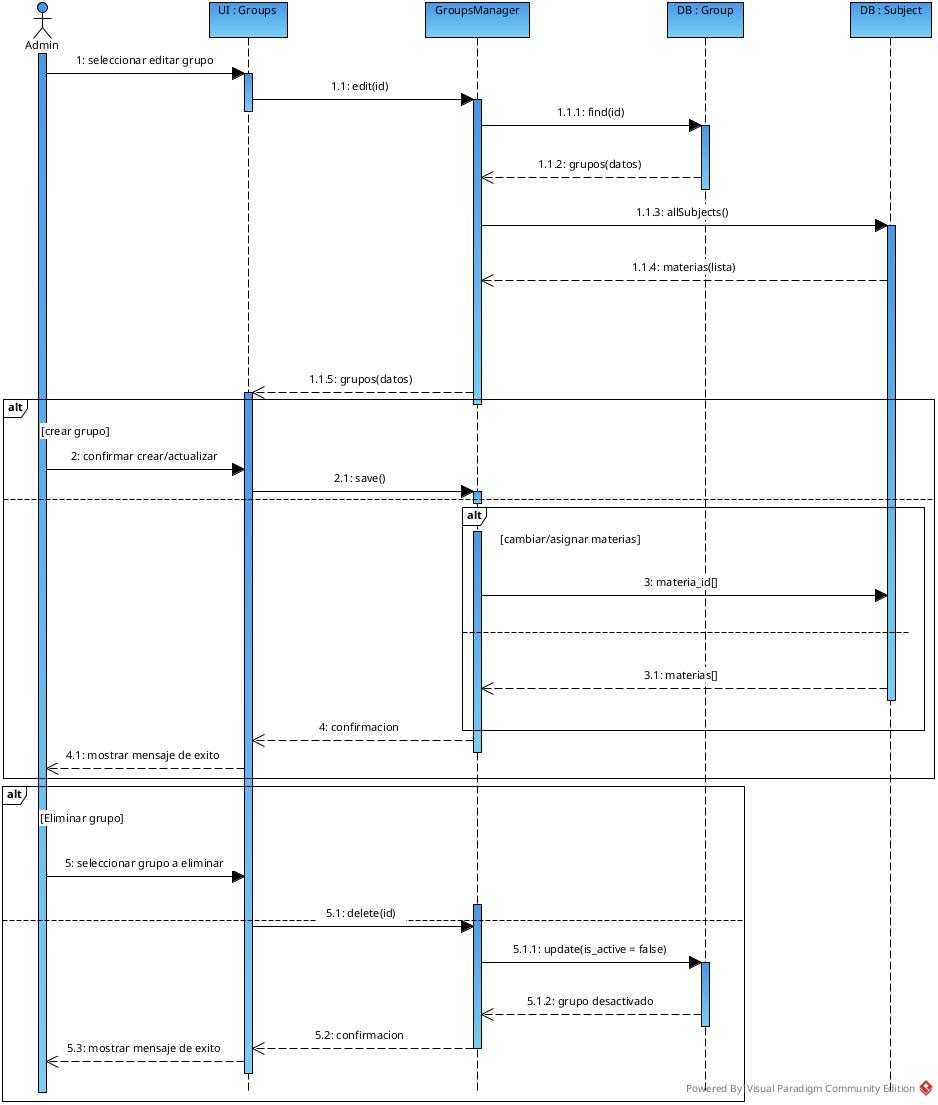 UI : Groups
GroupsManager
DB : Group
DB : Subject
Admin
1: seleccionar editar grupo
1.1: edit(id)
1.1.1: find(id)
1.1.2: grupos(datos)
1.1.3: allSubjects()
1.1.4: materias(lista)
1.1.5: grupos(datos)
alt
[crear grupo]
2: confirmar crear/actualizar
2.1: save()
alt
[cambiar/asignar materias]
3: materia_id[]
3.1: materias[]
4: confirmacion
4.1: mostrar mensaje de exito
alt
[Eliminar grupo]
5: seleccionar grupo a eliminar
5.1: delete(id)
5.1.1: update(is_active = false)
5.1.2: grupo desactivado
5.2: confirmacion
5.3: mostrar mensaje de exito
Powered By Visual Paradigm Community Edition